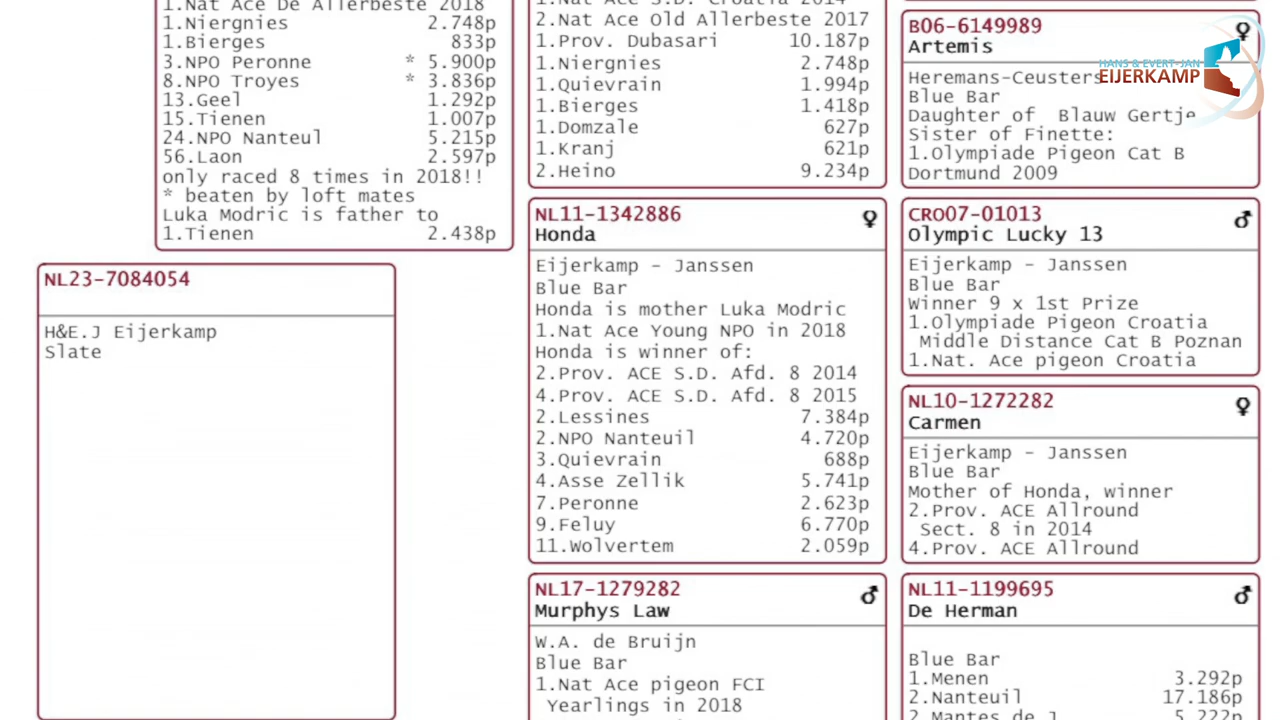 1.Nat Ace De Allerbeste 2018
1.Niergnies 2.748p
1.Bierges 833p
3.NPO Peronne * 5.900p
8.NPO Troyes * 3.836p
13.Geel 1.292p
15.Tienen 1.007p
24.NPO Nanteul 5.215p
56.Laon 2.597p
only raced 8 times in 2018!!
* beaten by loft mates
Luka Modric is father to
1.Tienen 2.438p
NL23-7084054
H&E.J Eijerkamp
Slate
1.Nat Ace S.D. Croatia 2014
2.Nat Ace Old Allerbeste 2017
1.Prov. Dubasari 10.187p
1.Niergnies 2.748p
1.Quievrain 1.994p
1.Bierges 1.418p
1.Domzale 627p
1.Kranj 621p
2.Heino 9.234p
NL11-1342886 ♀
Honda
Eijerkamp - Janssen
Blue Bar
Honda is mother Luka Modric
1.Nat Ace Young NPO in 2018
Honda is winner of:
2.Prov. ACE S.D. Afd. 8 2014
4.Prov. ACE S.D. Afd. 8 2015
2.Lessines 7.384p
2.NPO Nanteuil 4.720p
3.Quievrain 688p
4.Asse Zellik 5.741p
7.Peronne 2.623p
9.Feluy 6.770p
11.Wolvertem 2.059p
NL17-1279282 ♂
Murphys Law
W.A. de Bruijn
Blue Bar
1.Nat Ace pigeon FCI
Yearlings in 2018
B06-6149989 ♀
Artemis
Heremans-Ceusters
Blue Bar
Daughter of Blauw Gertje
Sister of Finette:
1.Olympiade Pigeon Cat B
Dortmund 2009
HANS & EVERT-JAN
EIJERKAMP
CRO07-01013 ♂
Olympic Lucky 13
Eijerkamp - Janssen
Blue Bar
Winner 9 x 1st Prize
1.Olympiade Pigeon Croatia
Middle Distance Cat B Poznan
1.Nat. Ace pigeon Croatia
NL10-1272282 ♀
Carmen
Eijerkamp - Janssen
Blue Bar
Mother of Honda, winner
2.Prov. ACE Allround
Sect. 8 in 2014
4.Prov. ACE Allround
NL11-1199695 ♂
De Herman
Blue Bar
1.Menen 3.292p
2.Nanteuil 17.186p
2 Mantes de J 5.222p